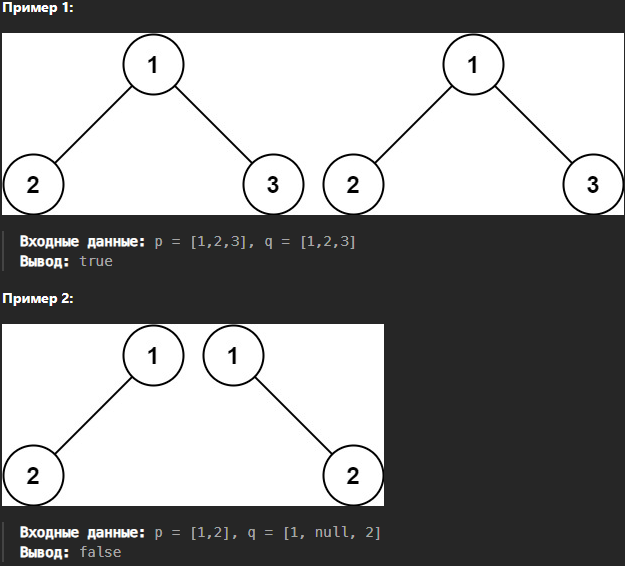 Пример 1:
1 1
2 3 2 3
Входные данные: p = [1,2,3], q = [1,2,3]
Вывод: true
Пример 2:
1 1
2 2
Входные данные: p = [1,2], q = [1, null, 2]
Вывод: false